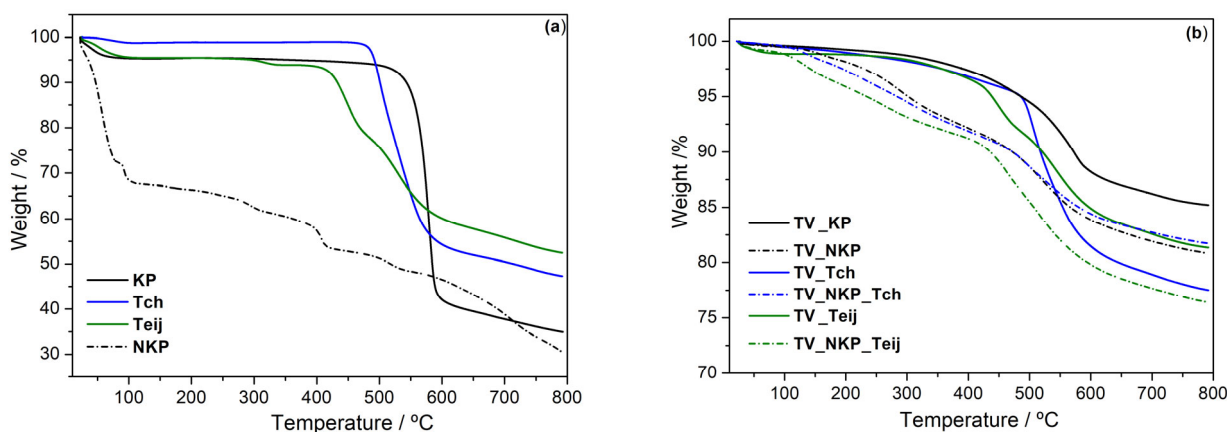 (a)
100
90
80
70
60
50
40
30
Weight / %
KP
Tch
Teij
NKP
100 200 300 400 500 600 700 800
Temperature / ºC
(b)
100
95
90
85
80
75
70
Weight /%
TV_KP
TV_NKP
TV_Tch
TV_NKP_Tch
TV_Teij
TV_NKP_Teij
100 200 300 400 500 600 700 800
Temperature / ºC